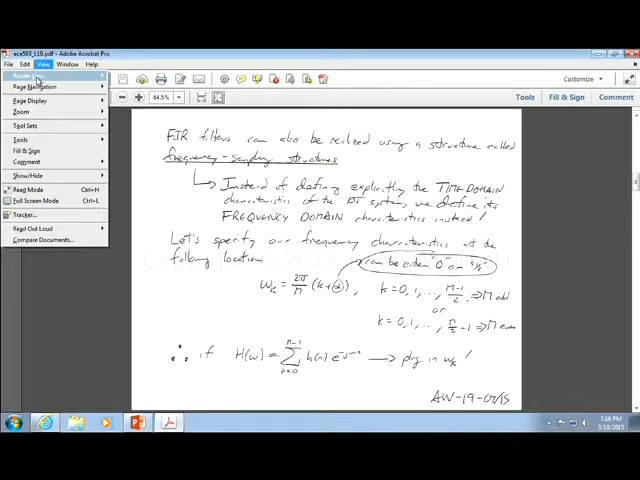 ece503_L19.pdf - Adobe Acrobat Pro
File Edit View Window Help
Rotate View
Page Navigation
Page Display
Zoom
Tool Sets
Tools
Fill & Sign
Comment
Show/Hide
Read Mode Ctrl+H
Full Screen Mode Ctrl+L
Tracker...
Read Out Loud
Compare Documents...
64.5%
Customize
Tools Fill & Sign Comment
FIR filters can also be realized using a structure called
frequency-sampling structures
Instead of defining explicitly the TIME DOMAIN
characteristics of the DT system, we define its
FREQUENCY DOMAIN characteristics instead!
Let's specify our frequency characteristics at the
following location
can be either "0" or "½"
ωk = 2π/M (k+α), k = 0, 1, ..., M-1/2 ⇒ M odd
or
k = 0, 1, ..., M/2 -1 ⇒ M even
∴ if H(ω) = M-1 Σ n=0 h(n) e^-jωn → plug in ωk!
AW-19-04/15
7:16 PM
3/18/2015